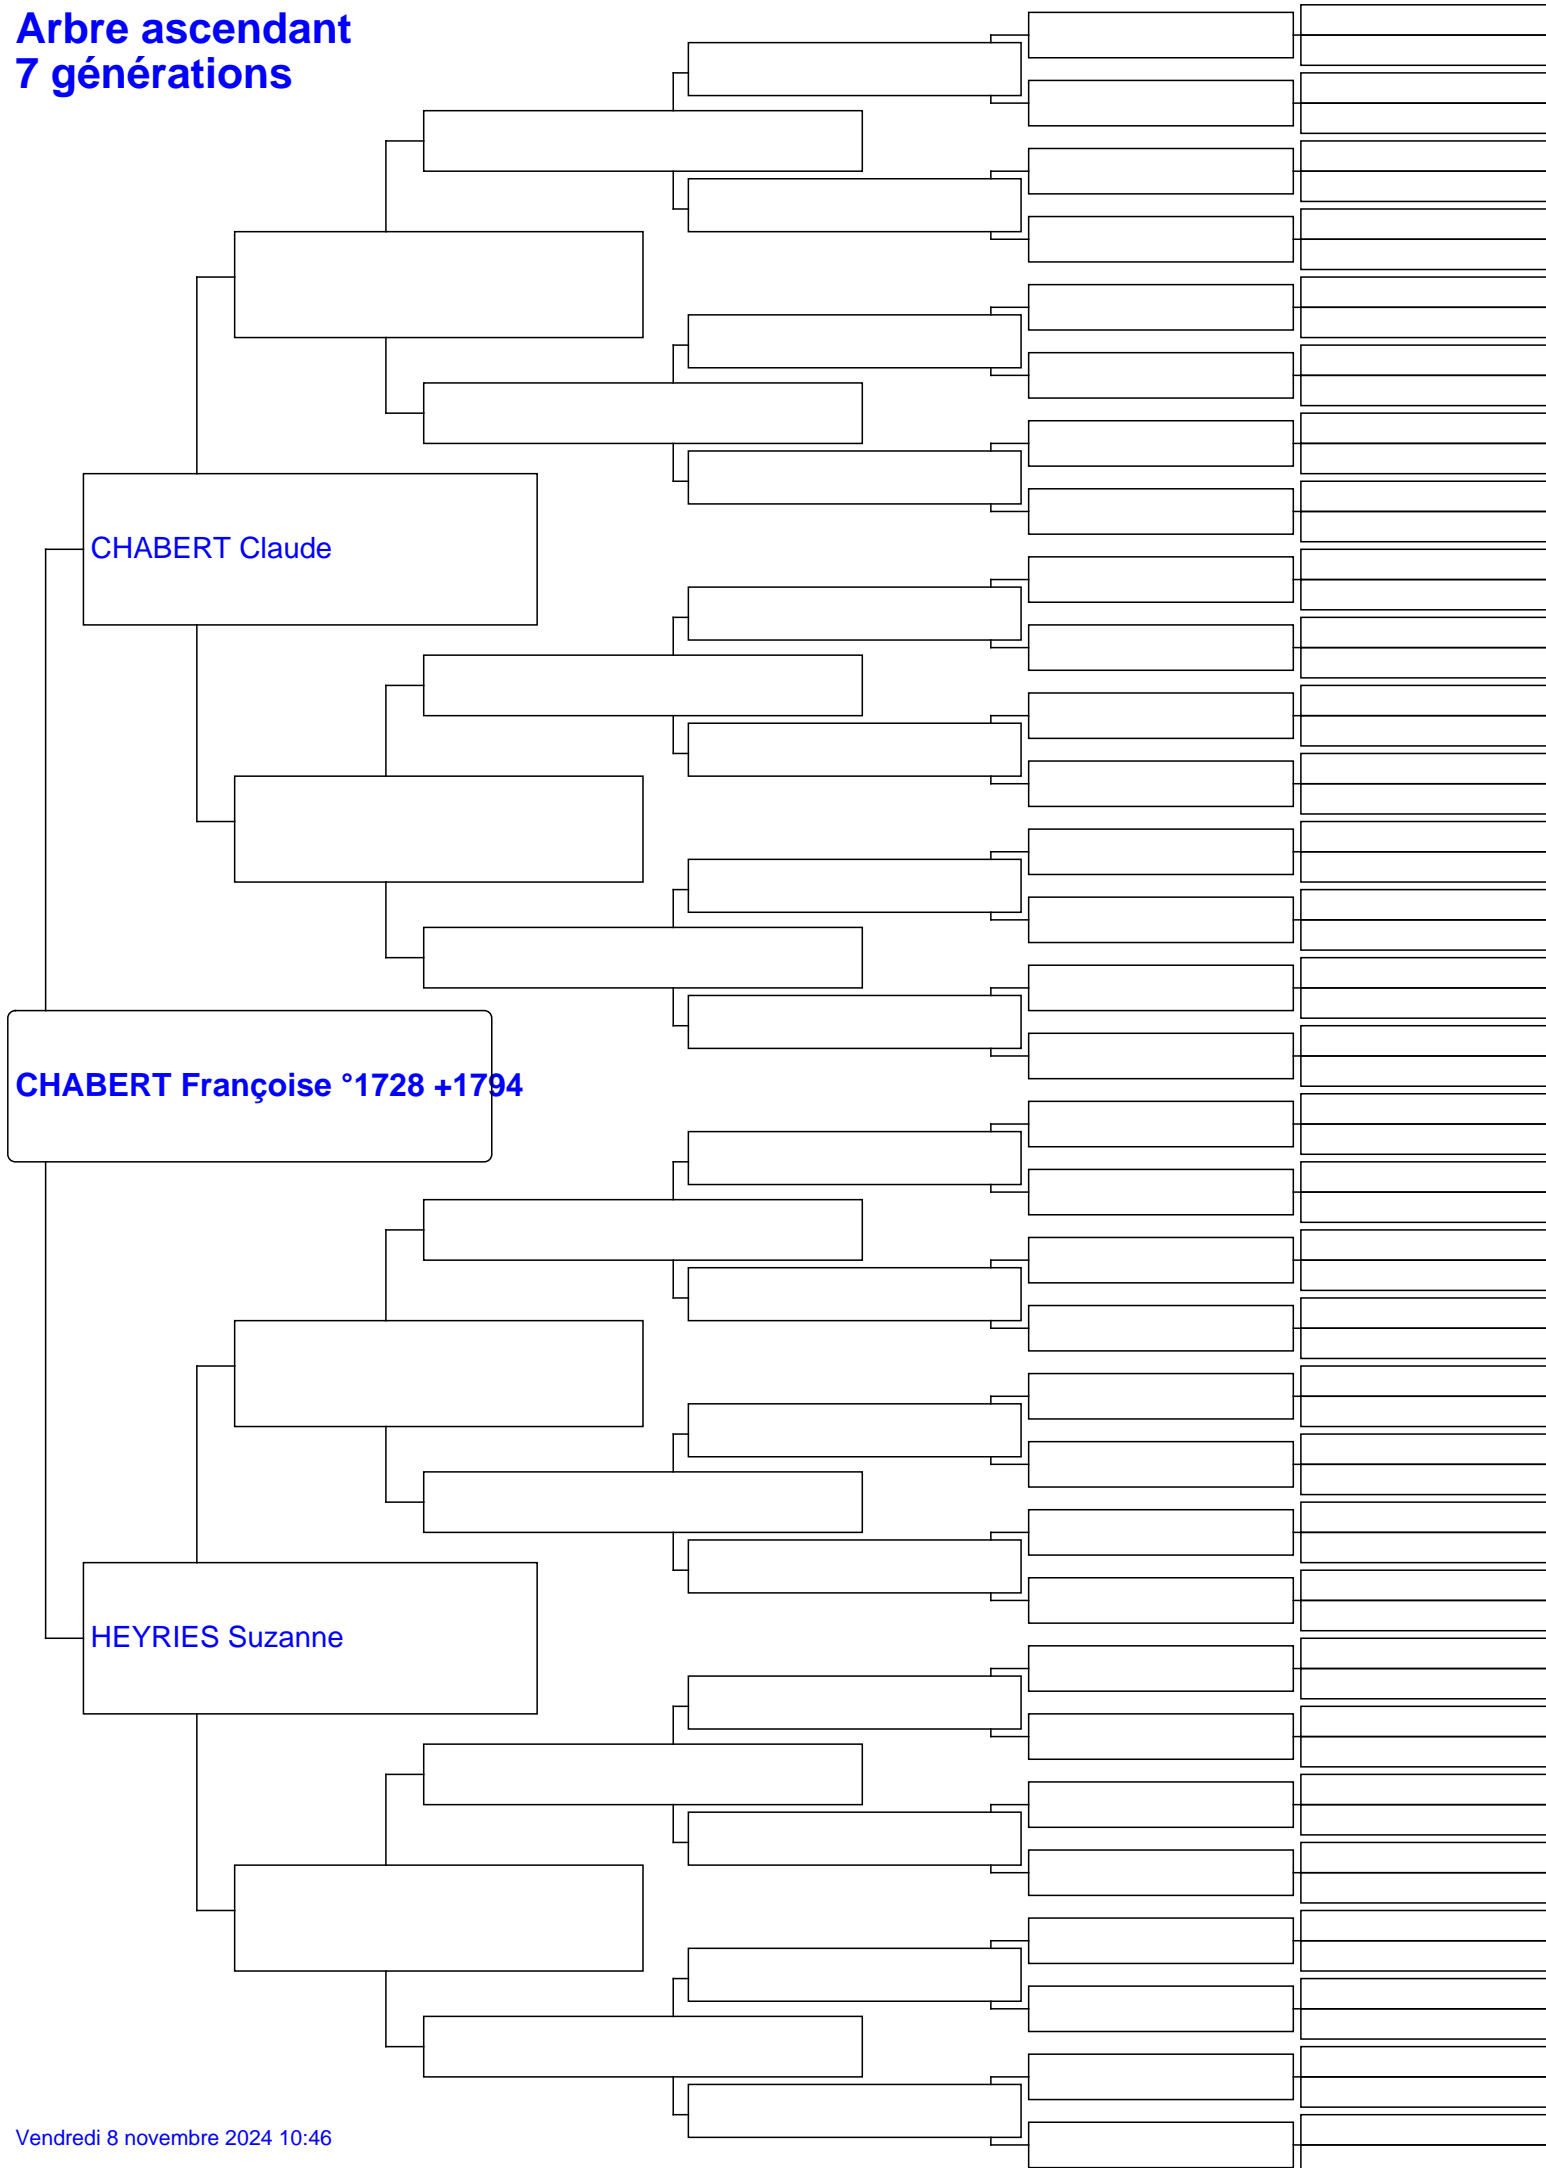 Arbre ascendant
7 générations
CHABERT Claude
CHABERT Françoise °1728 +1794
HEYRIES Suzanne
Vendredi 8 novembre 2024 10:46